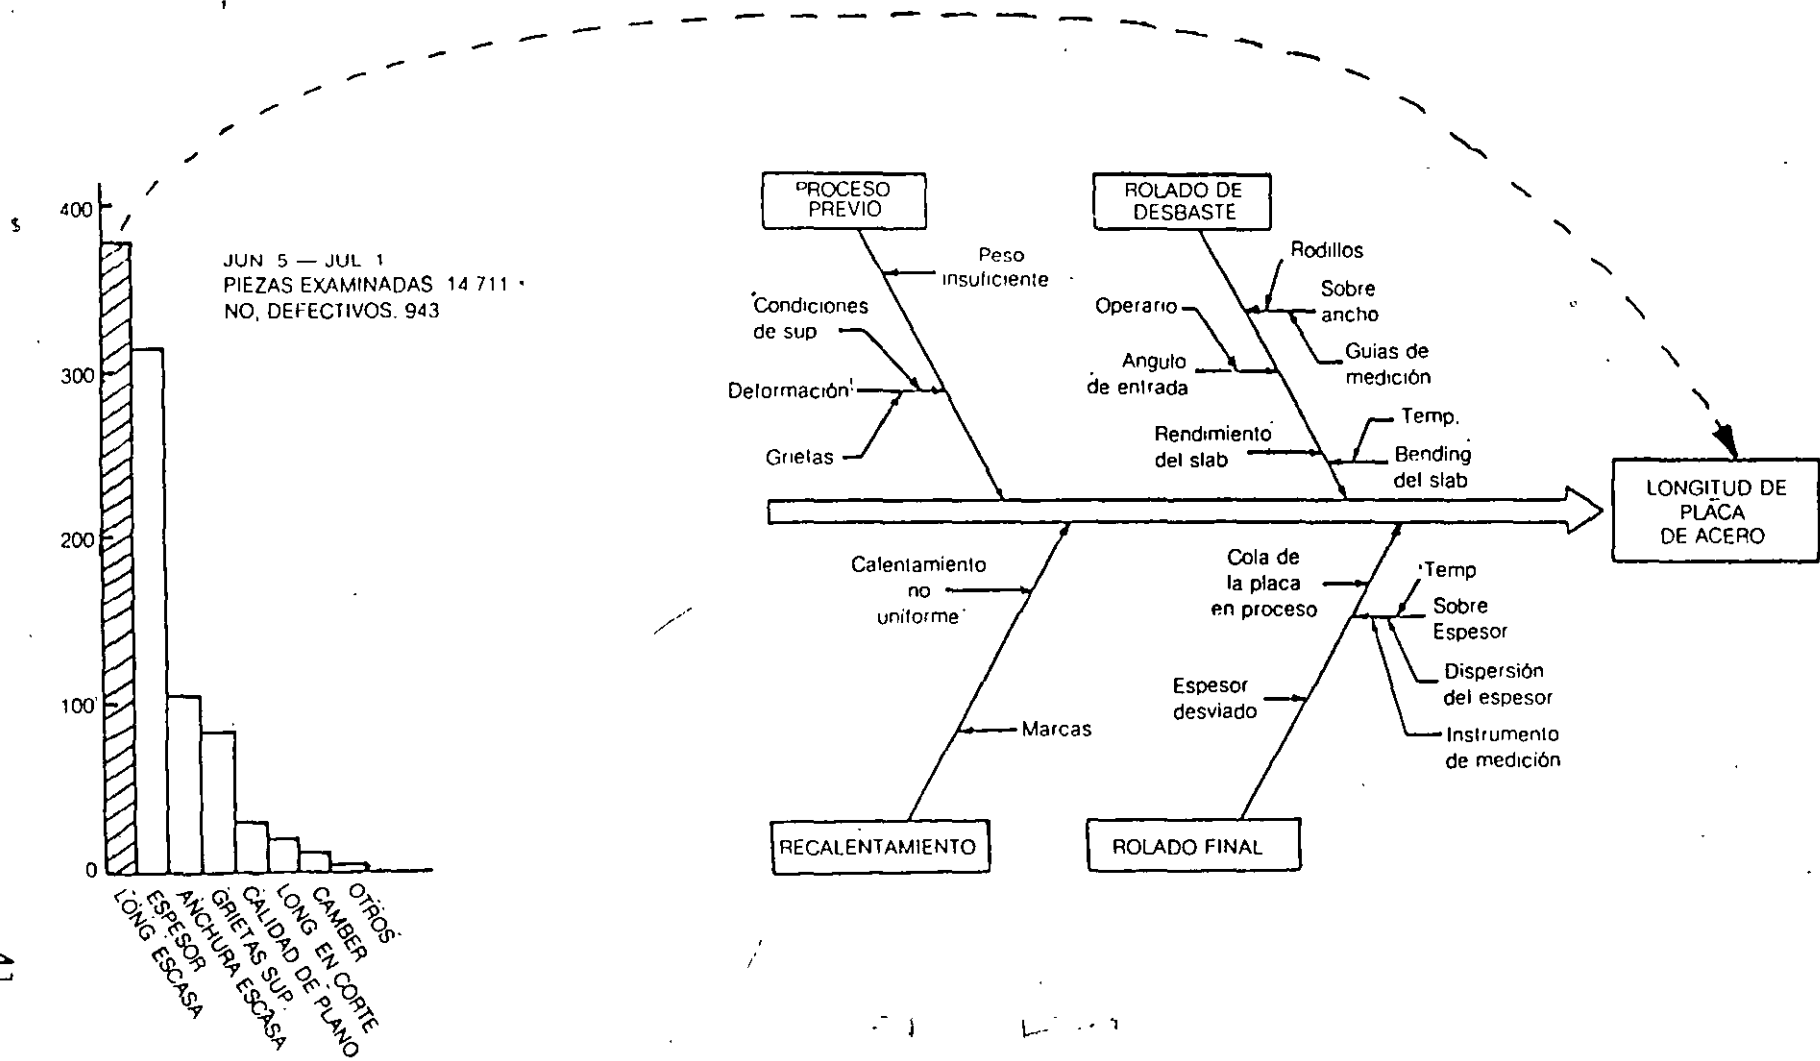 $
400
300
200
100
0
JUN 5 — JUL 1
PIEZAS EXAMINADAS 14 711
NO, DEFECTIVOS. 943
LONG ESCASA
ESPESOR
ANCHURA ESCASA
GRIETAS SUP.
CALIDAD DE PLANO
LONG EN CORTE
CAMBER
OTROS
PROCESO
PREVIO
Peso
insuficiente
Condiciones
de sup
Deformación
Grietas
ROLADO DE
DESBASTE
Rodillos
Sobre
ancho
Operario
Guias de
medición
Angulo
de entrada
Temp.
Rendimiento
del slab
Bending
del slab
LONGITUD DE
PLACA
DE ACERO
Calentamiento
no
uniforme
Marcas
RECALENTAMIENTO
Cola de
la placa
en proceso
Temp
Sobre
Espesor
Dispersión
del espesor
Espesor
desviado
Instrumento
de medición
ROLADO FINAL